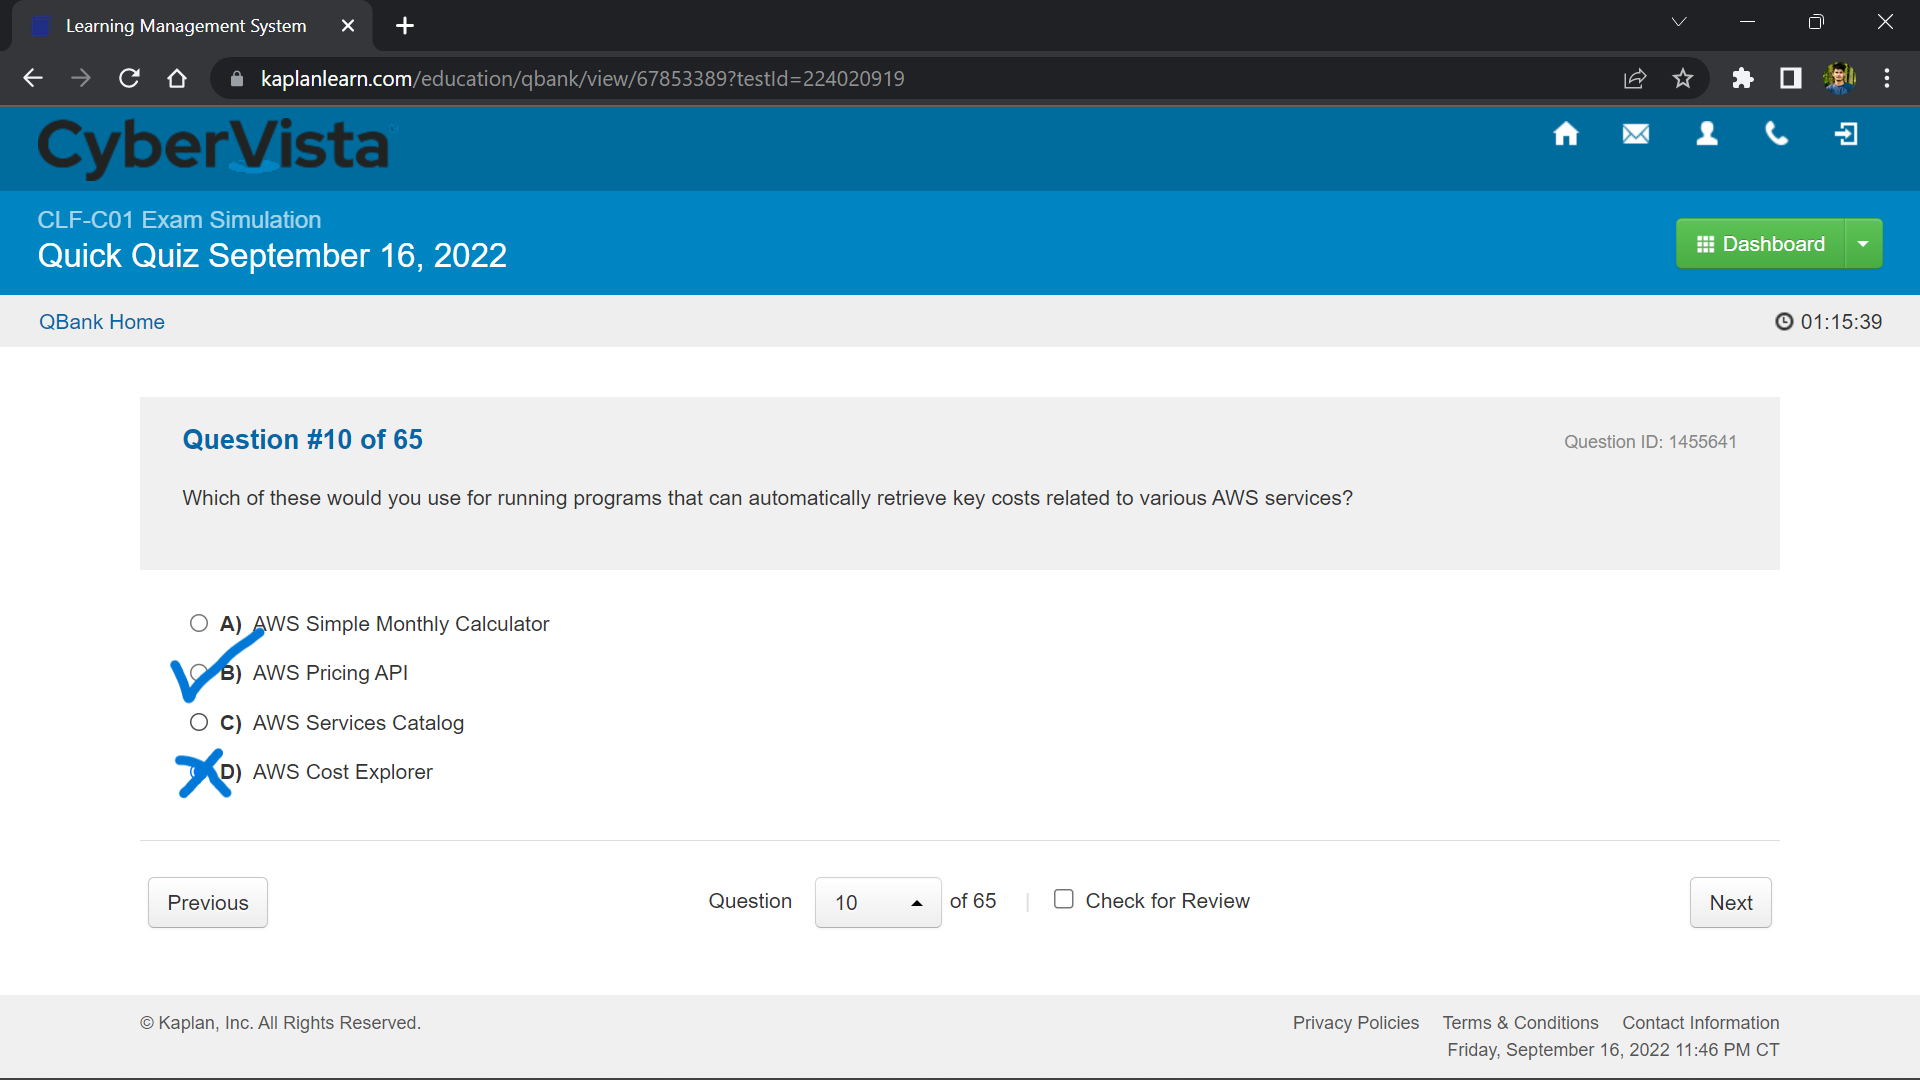 Learning Management System
kaplanlearn.com/education/qbank/view/67853389?testId=224020919
CyberVista
CLF-C01 Exam Simulation
Quick Quiz September 16, 2022
Dashboard
QBank Home
01:15:39
Question #10 of 65
Question ID: 1455641
Which of these would you use for running programs that can automatically retrieve key costs related to various AWS services?
A) AWS Simple Monthly Calculator
B) AWS Pricing API
C) AWS Services Catalog
D) AWS Cost Explorer
Previous
Question 10 of 65 | Check for Review
Next
© Kaplan, Inc. All Rights Reserved.
Privacy Policies Terms & Conditions Contact Information
Friday, September 16, 2022 11:46 PM CT